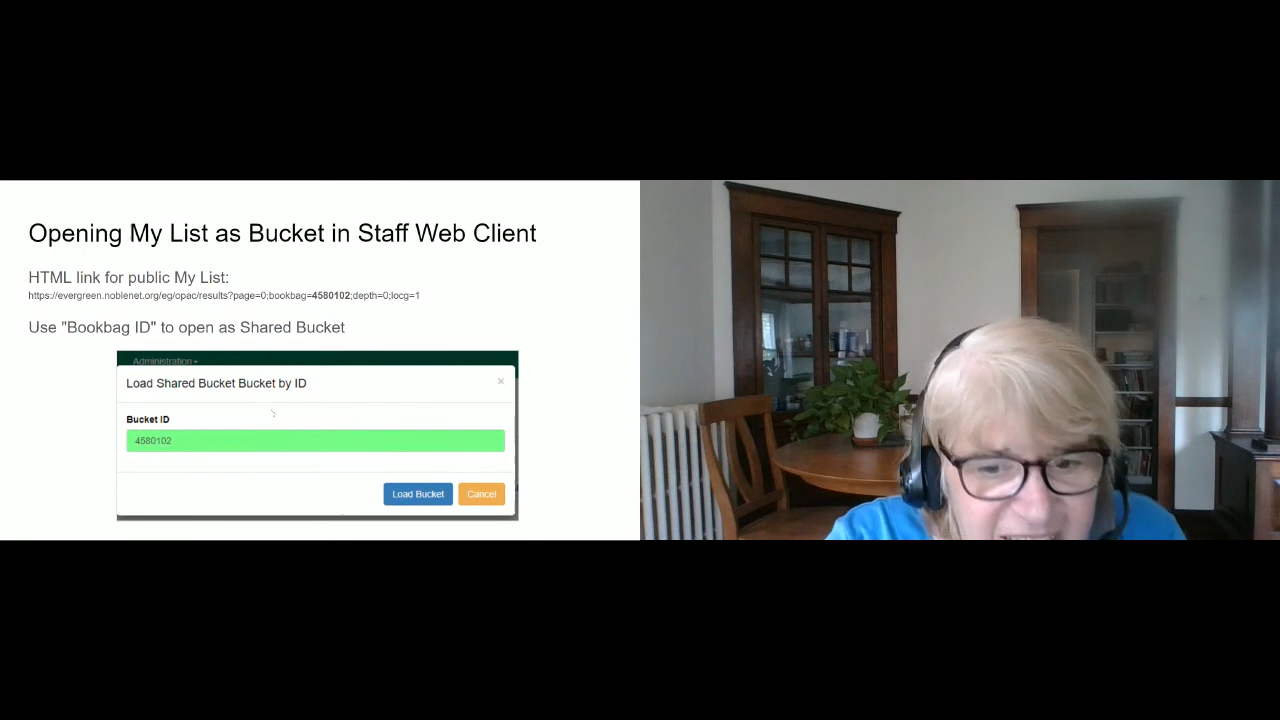 Opening My List as Bucket in Staff Web Client
HTML link for public My List:
https://evergreen.noblenet.org/eg/opac/results?page=0;bookbag=4580102;depth=0;locg=1
Use "Bookbag ID" to open as Shared Bucket
Administration
Load Shared Bucket Bucket by ID
×
Bucket ID
4580102
Load Bucket Cancel